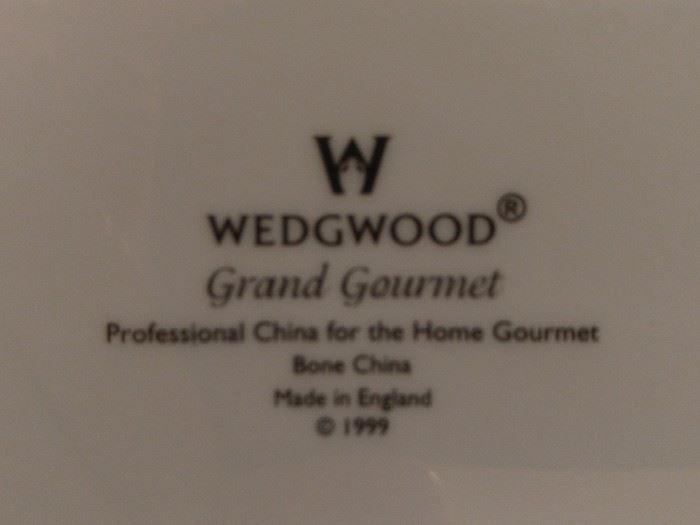 W
WEDGWOOD®
Grand Gourmet
Professional China for the Home Gourmet
Bone China
Made in England
© 1999